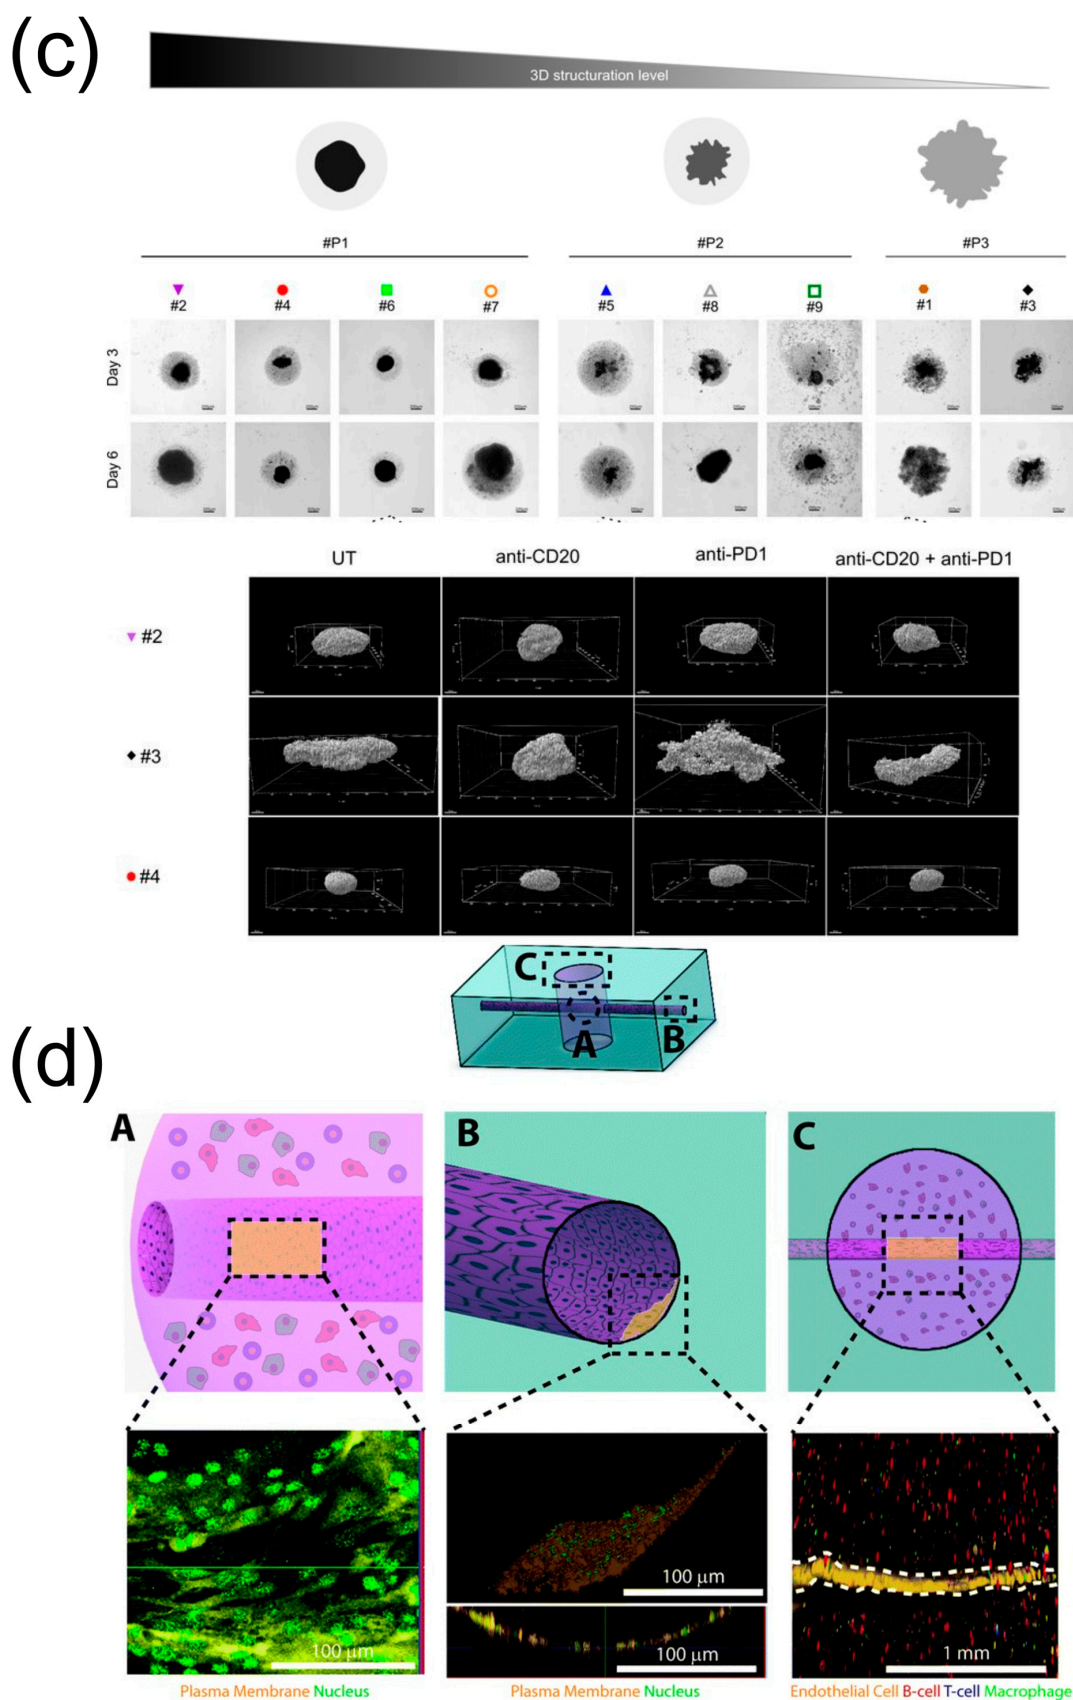 (c)
3D structuration level
#P1 #P2 #P3
#2 #4 #6 #7 #5 #8 #9 #1 #3
Day 3
Day 6
UT anti-CD20 anti-PD1 anti-CD20 + anti-PD1
#2
#3
#4
C
A B
(d)
A B C
100 μm
100 μm 100 μm 1 mm
Plasma Membrane Nucleus Plasma Membrane Nucleus Endothelial Cell B-cell T-cell Macrophage